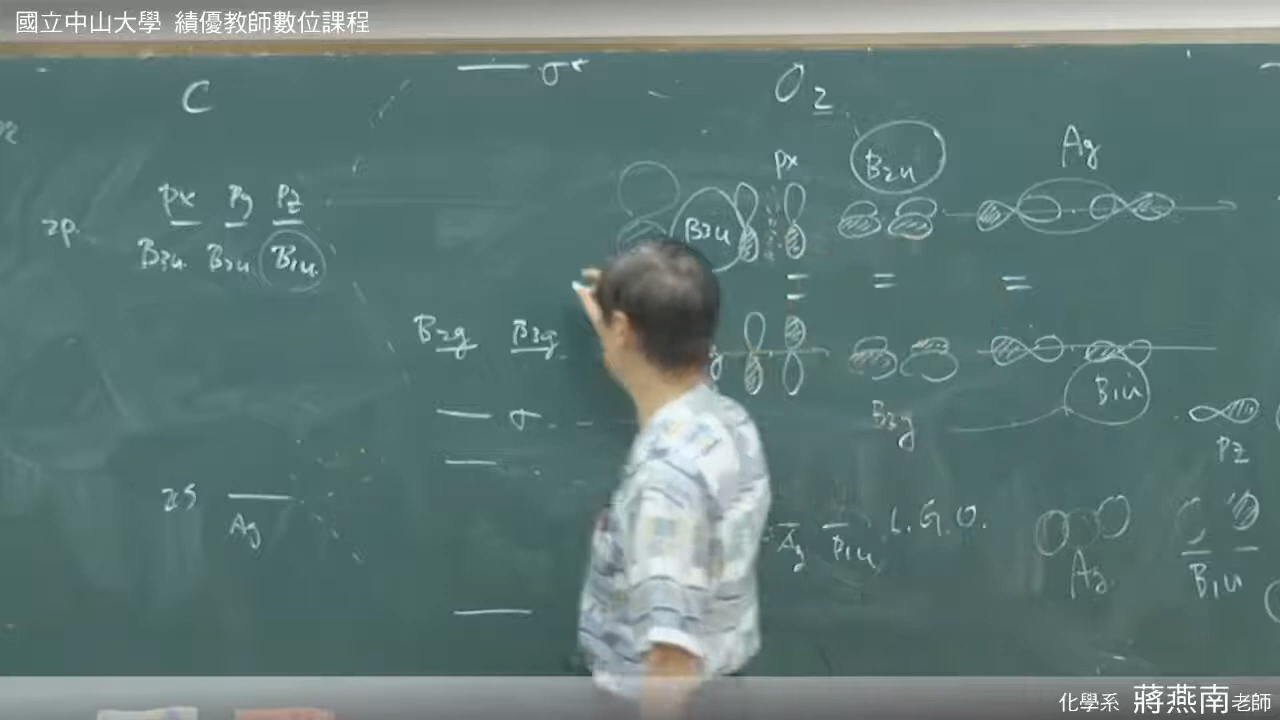 國立中山大學 績優教師數位課程
C
σ*
O₂
px
B2u
Ag
px py pz
2p
B3u B2u B1u
B3u
B2g B3g
σ
B1u
B3g
pz
2s
Ag
Ag B1u L.G.O.
Ag
B1u
化學系 蔣燕南老師